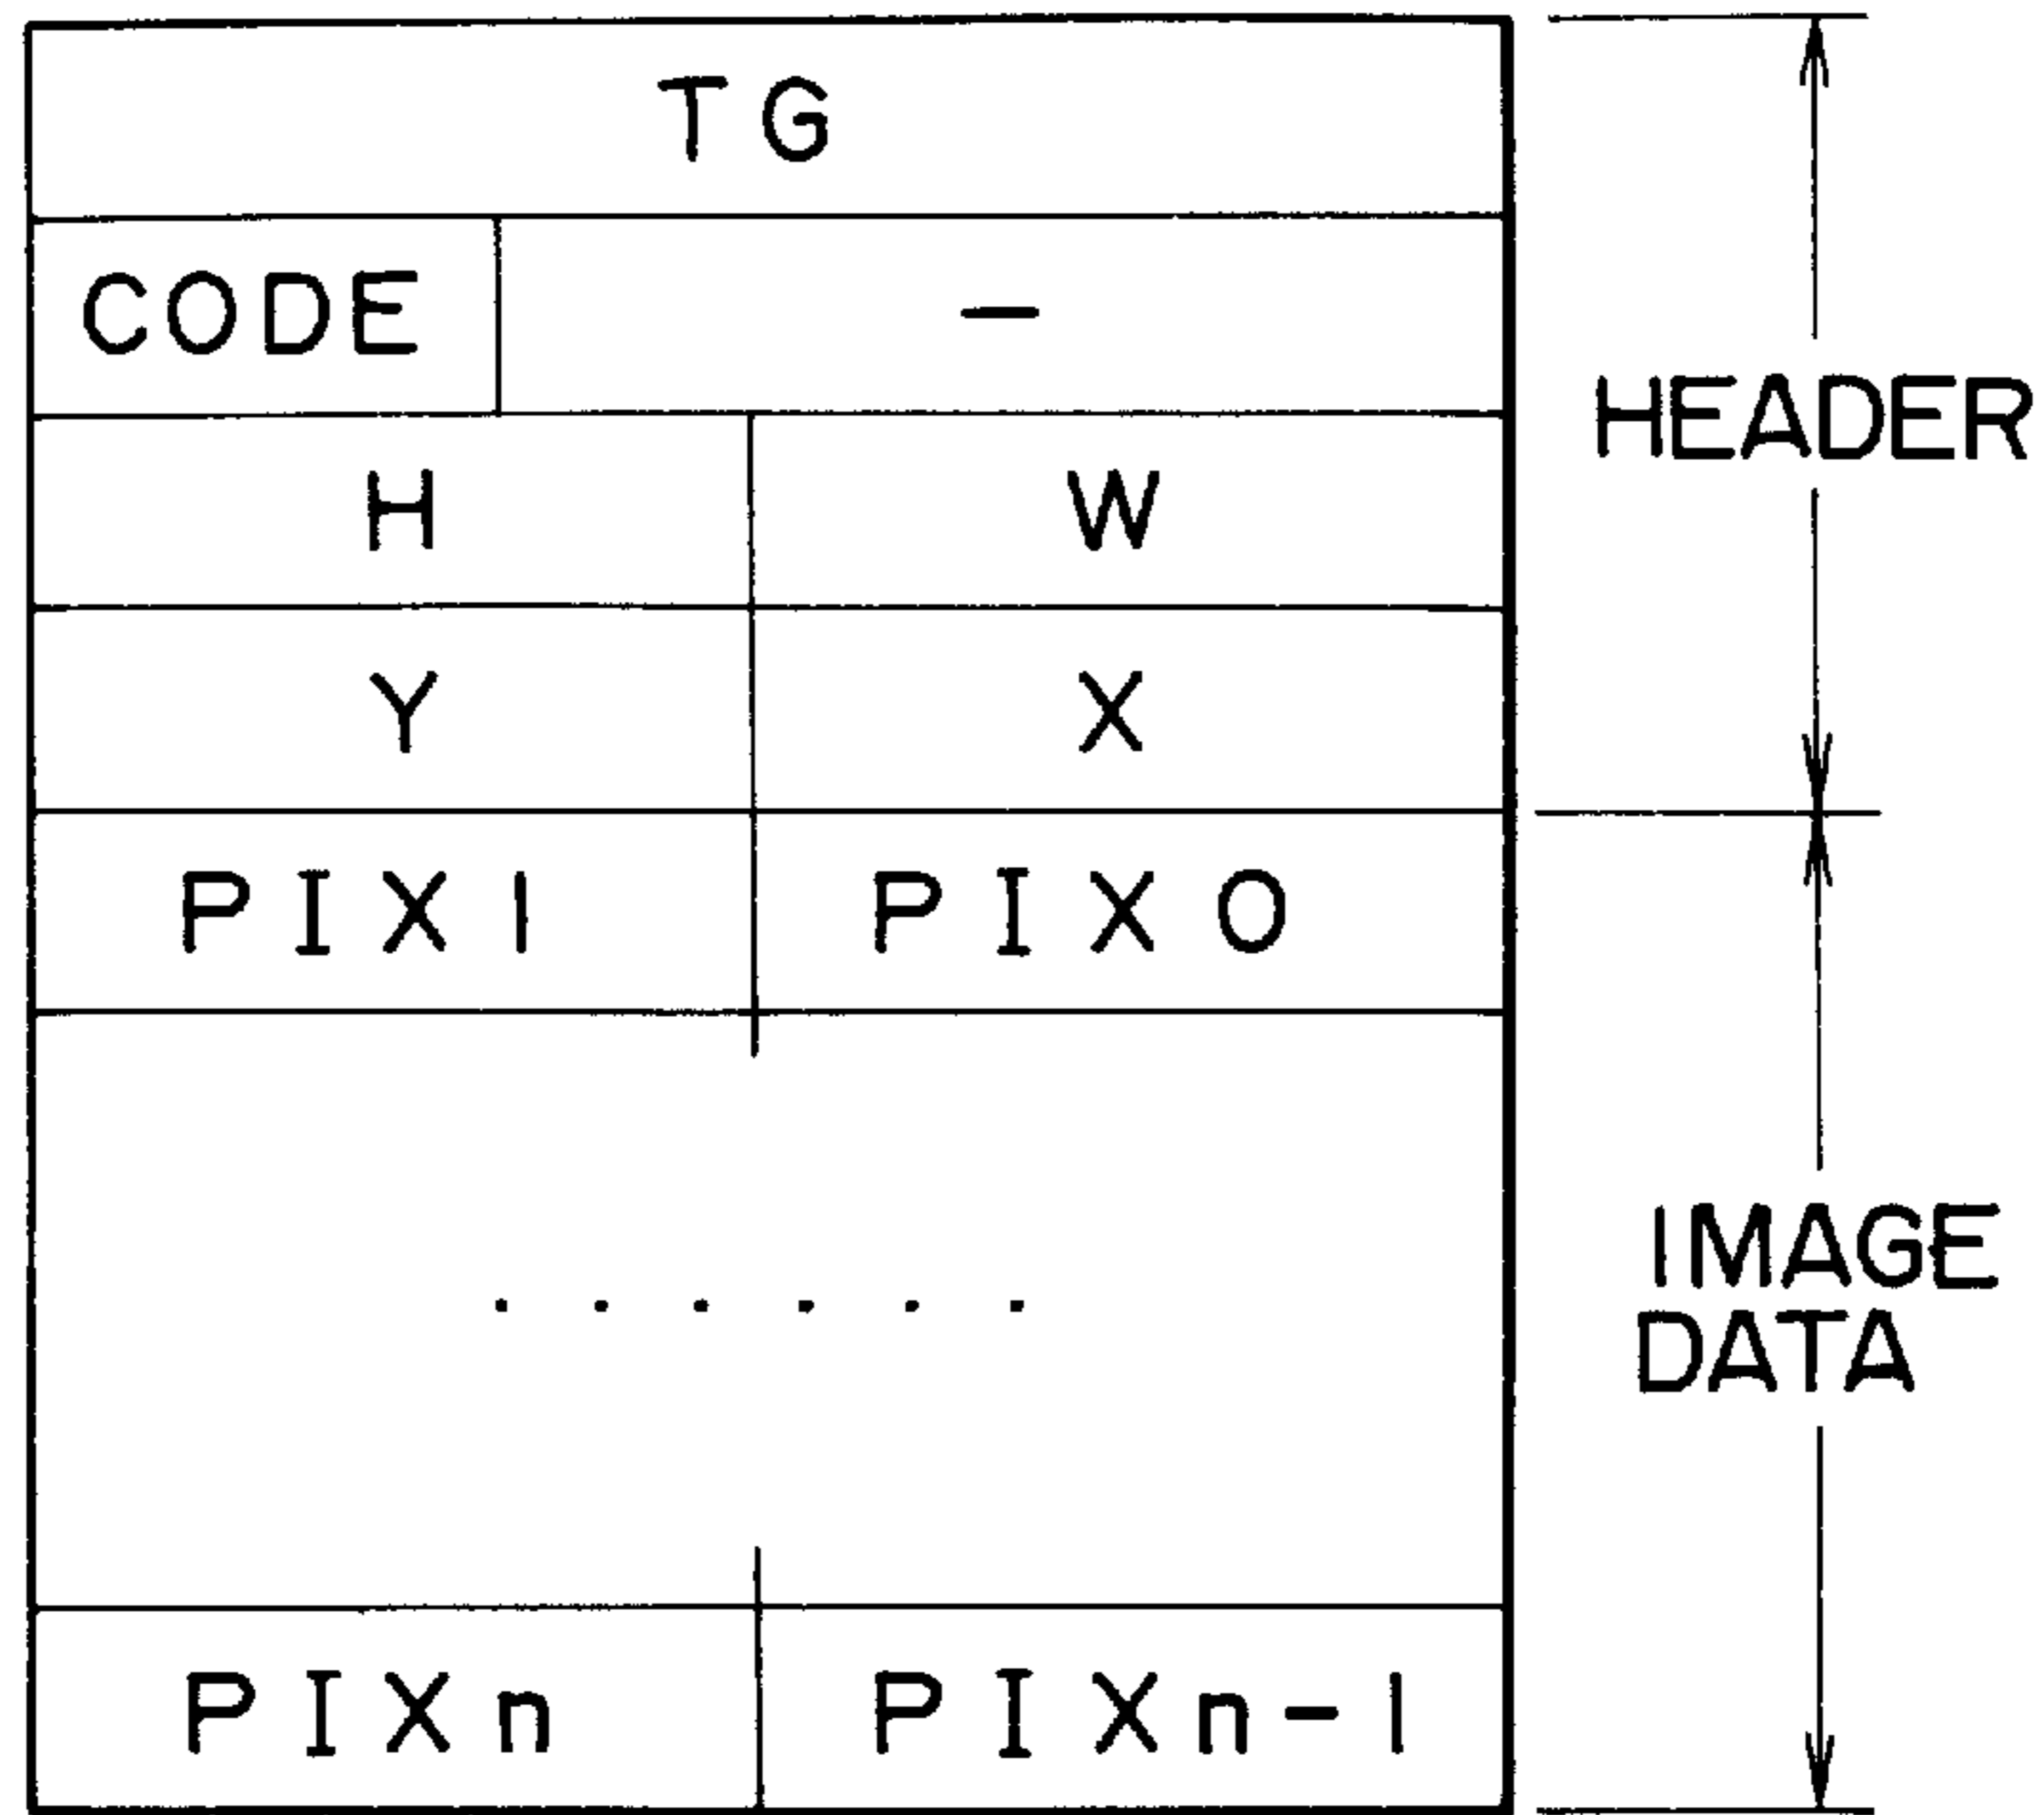 TG
CODE -
H W
Y X
PIX1 PIX0
......
PIXn PIXn-1
HEADER
IMAGE
DATA